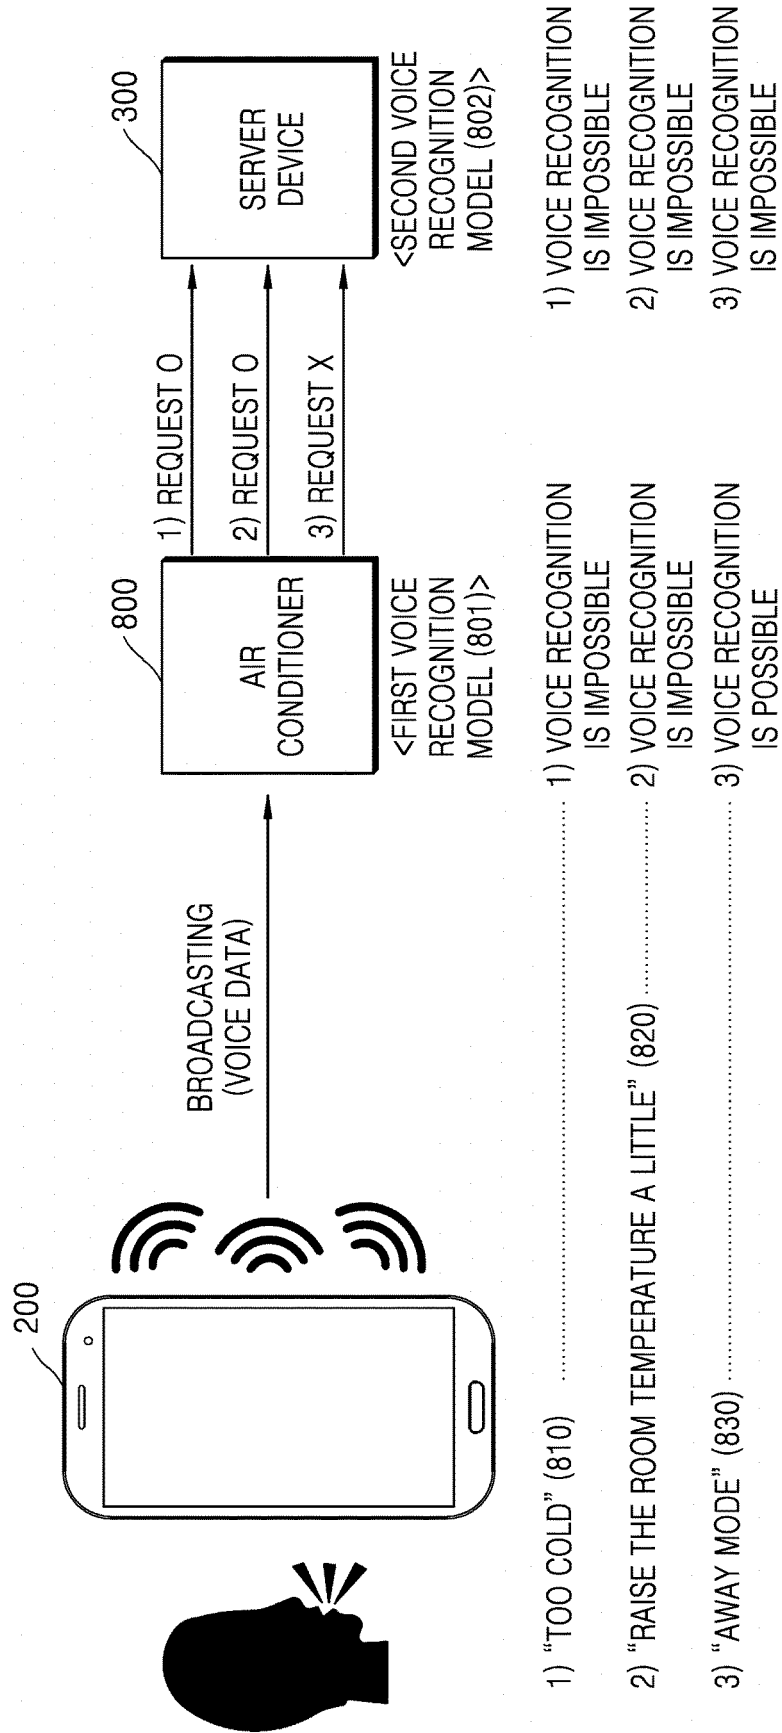 200
BROADCASTING
(VOICE DATA)
800
AIR
CONDITIONER
<FIRST VOICE
RECOGNITION
MODEL (801)>
1) REQUEST O
2) REQUEST O
3) REQUEST X
300
SERVER
DEVICE
<SECOND VOICE
RECOGNITION
MODEL (802)>
1) “TOO COLD” (810)
1) VOICE RECOGNITION
IS IMPOSSIBLE
1) VOICE RECOGNITION
IS IMPOSSIBLE
2) “RAISE THE ROOM TEMPERATURE A LITTLE” (820)
2) VOICE RECOGNITION
IS IMPOSSIBLE
2) VOICE RECOGNITION
IS IMPOSSIBLE
3) “AWAY MODE” (830)
3) VOICE RECOGNITION
IS POSSIBLE
3) VOICE RECOGNITION
IS IMPOSSIBLE